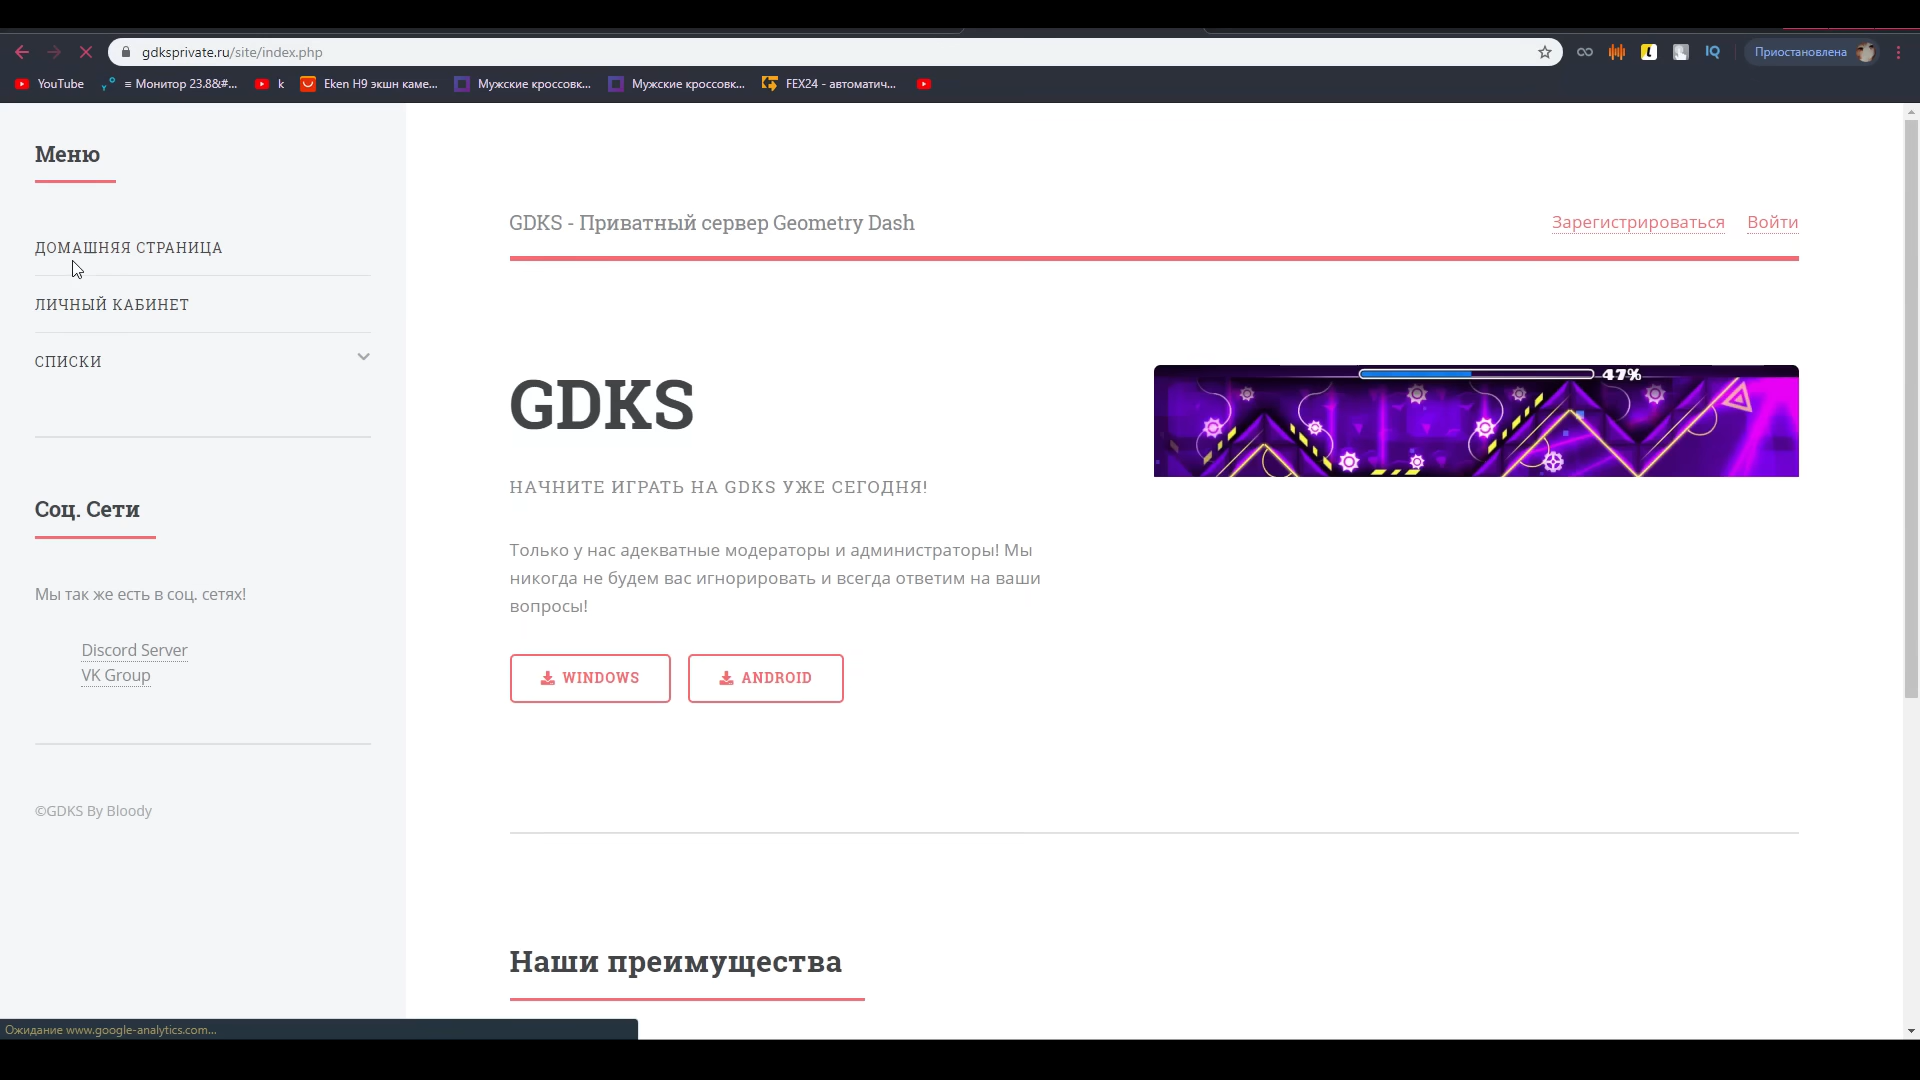 gdksprivate.ru/site/index.php
IQ
Приостановлена
YouTube
≡ Монитор 23.8&#...
k
Eken H9 экшн каме...
Мужские кроссовк...
Мужские кроссовк...
FEX24 - автоматич...
Меню
ДОМАШНЯЯ СТРАНИЦА
ЛИЧНЫЙ КАБИНЕТ
СПИСКИ
Соц. Сети
Мы так же есть в соц. сетях!
Discord Server
VK Group
©GDKS By Bloody
GDKS - Приватный сервер Geometry Dash
Зарегистрироваться
Войти
47%
GDKS
НАЧНИТЕ ИГРАТЬ НА GDKS УЖЕ СЕГОДНЯ!
Только у нас адекватные модераторы и администраторы! Мы
никогда не будем вас игнорировать и всегда ответим на ваши
вопросы!
WINDOWS
ANDROID
Наши преимущества
Ожидание www.google-analytics.com...